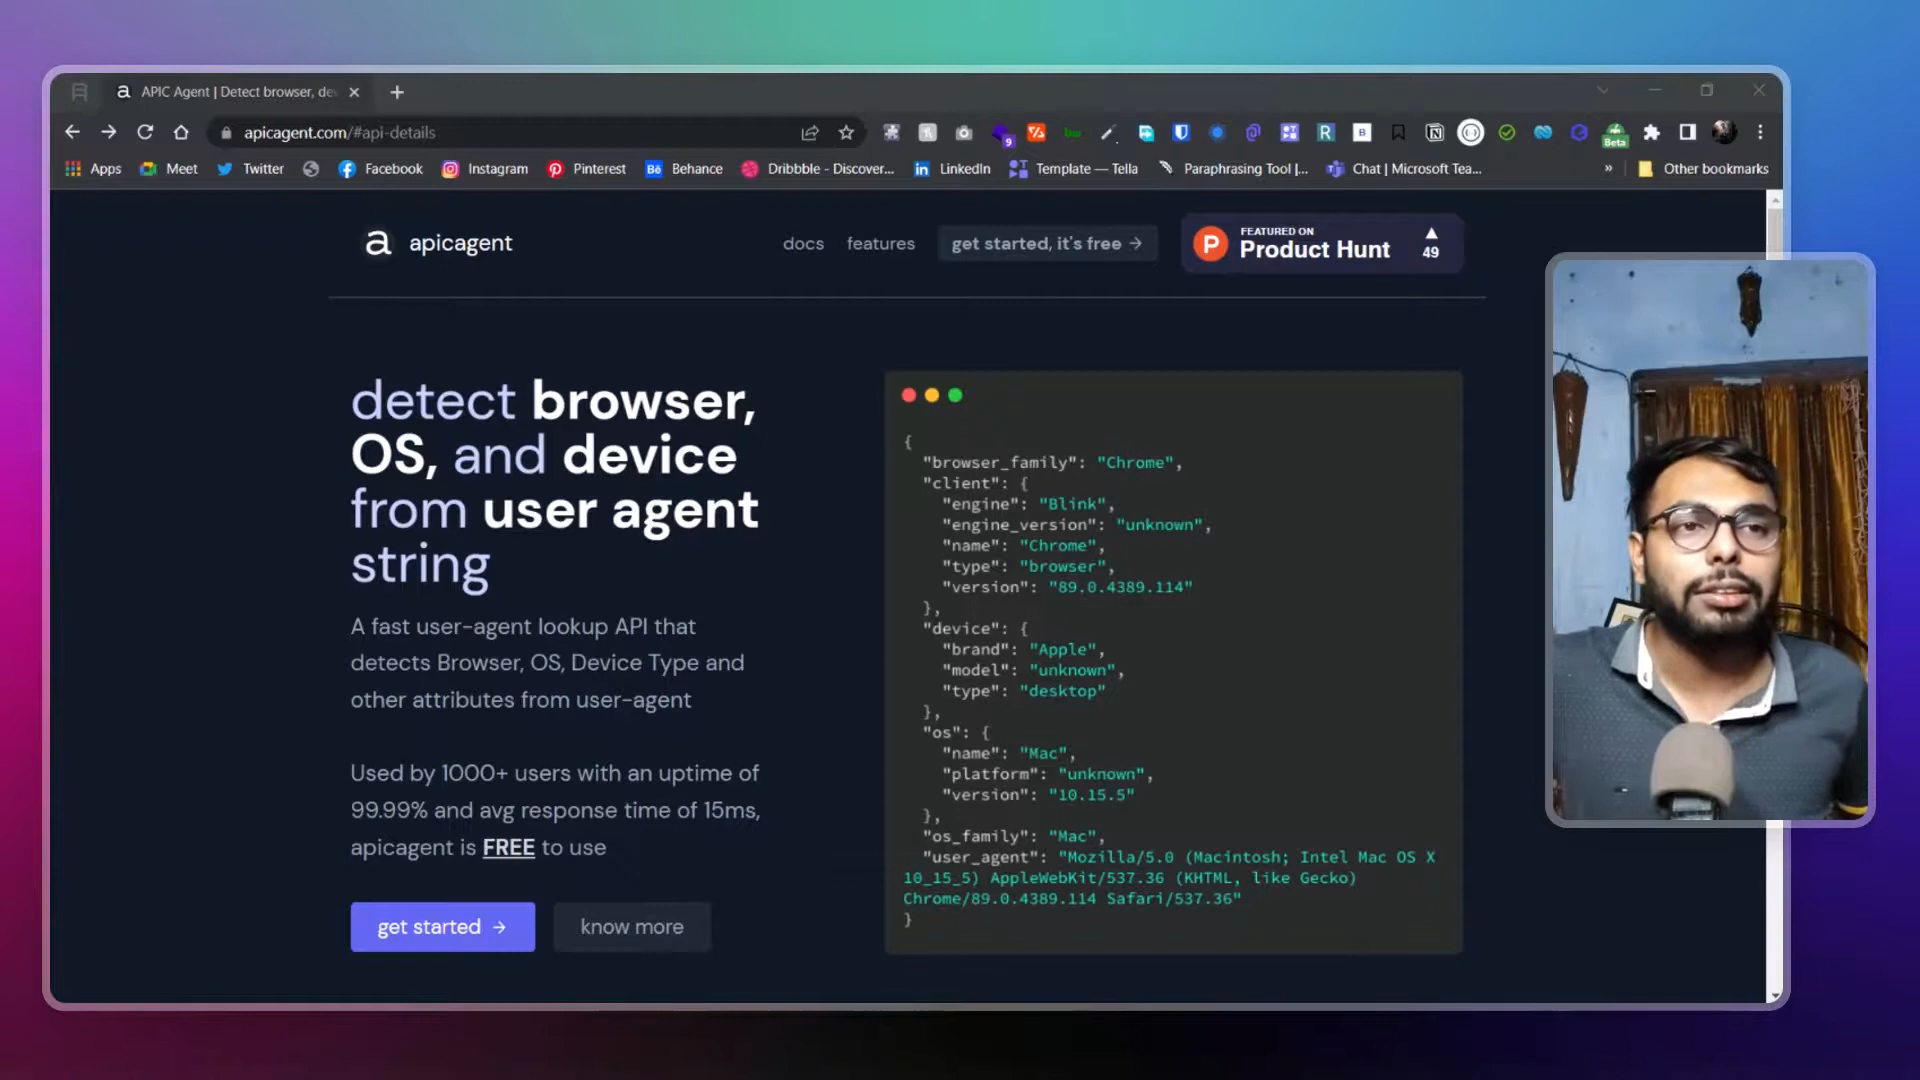 APIC Agent | Detect browser, de
apicagent.com/#api-details
9
bw
R
B
N
Beta
Apps
Meet
Twitter
Facebook
Instagram
Pinterest
Bē
Behance
Dribbble - Discover...
in
LinkedIn
Template — Tella
Paraphrasing Tool |...
Chat | Microsoft Tea...
»
Other bookmarks
a apicagent
docs
features
get started, it's free →
P
FEATURED ON
Product Hunt
▲
49
detect browser,
OS, and device
from user agent
string
A fast user-agent lookup API that
detects Browser, OS, Device Type and
other attributes from user-agent
Used by 1000+ users with an uptime of
99.99% and avg response time of 15ms,
apicagent is FREE to use
get started →
know more
{
"browser_family": "Chrome",
"client": {
"engine": "Blink",
"engine_version": "unknown",
"name": "Chrome",
"type": "browser",
"version": "89.0.4389.114"
},
"device": {
"brand": "Apple",
"model": "unknown",
"type": "desktop"
},
"os": {
"name": "Mac",
"platform": "unknown",
"version": "10.15.5"
},
"os_family": "Mac",
"user_agent": "Mozilla/5.0 (Macintosh; Intel Mac OS X
10_15_5) AppleWebKit/537.36 (KHTML, like Gecko)
Chrome/89.0.4389.114 Safari/537.36"
}